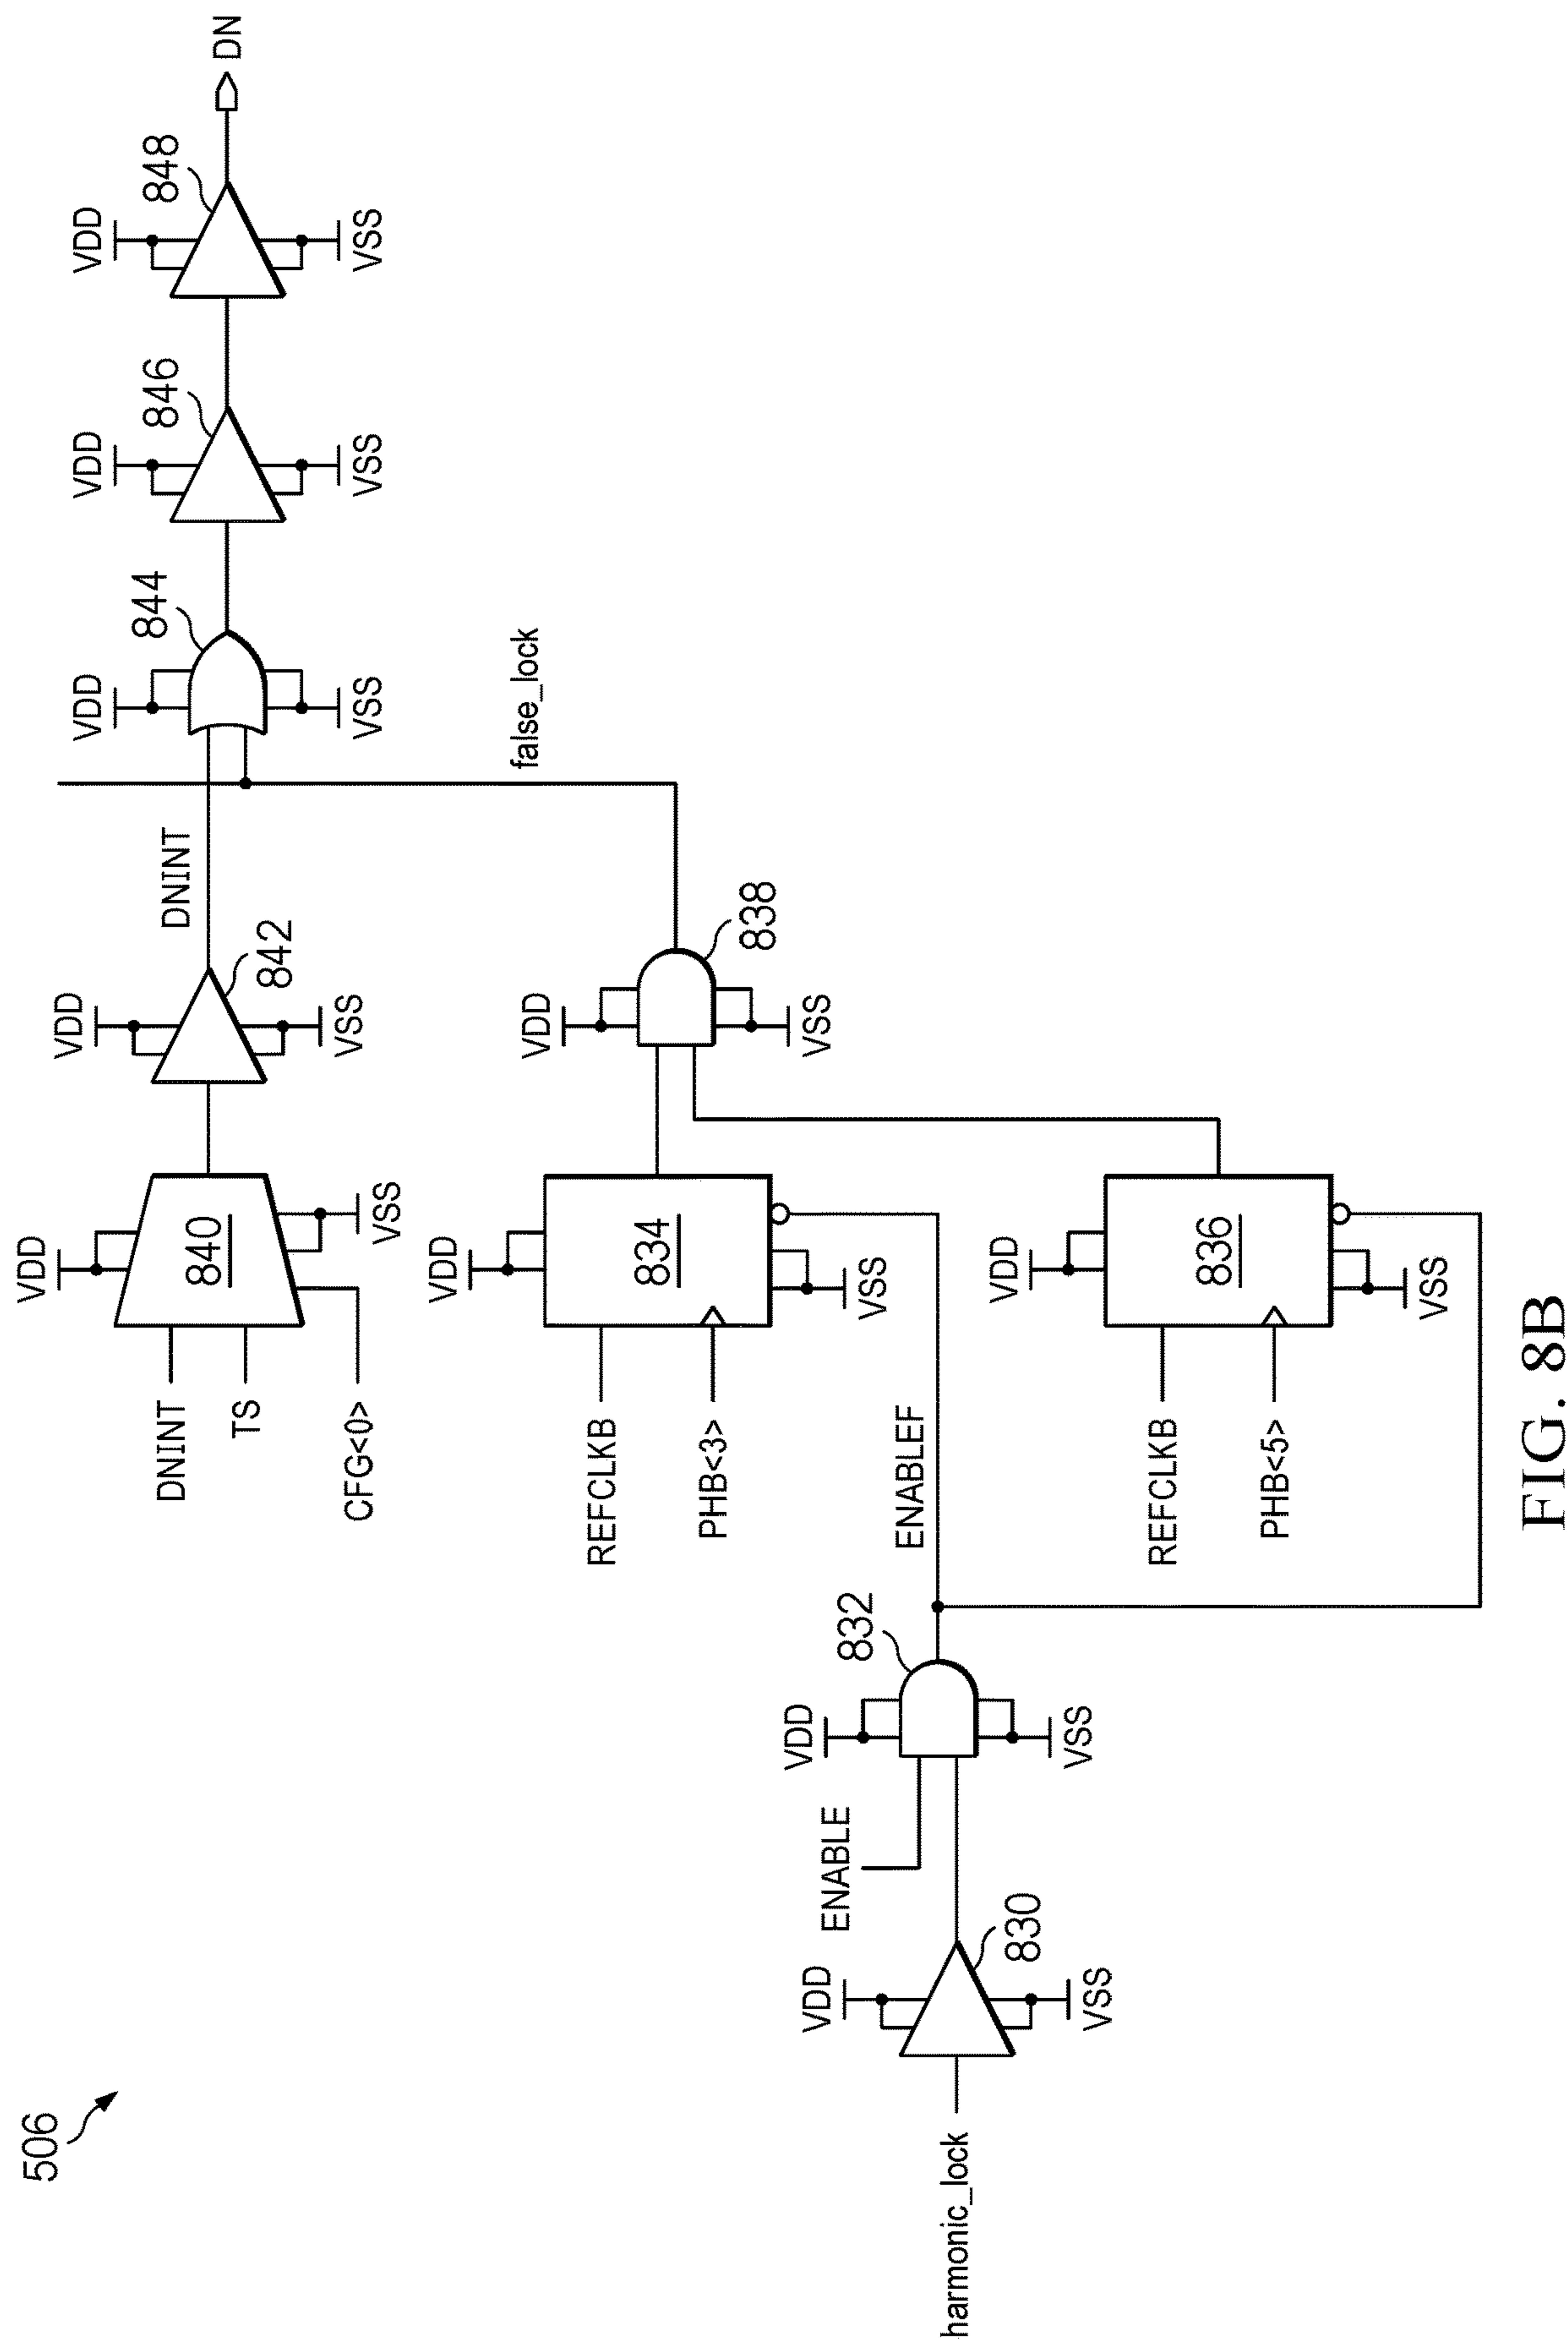 506
DNINT
TS
CFG<0>
VDD
840
VSS
VDD
842
VSS
DNINT
VDD
844
VSS
VDD
846
VSS
VDD
848
VSS
DN
false_lock
REFCLKB
PHB<3>
VDD
834
VSS
VDD
838
VSS
harmonic_lock
VDD
830
VSS
ENABLE
VDD
832
VSS
ENABLEF
REFCLKB
PHB<5>
VDD
836
VSS
FIG. 8B